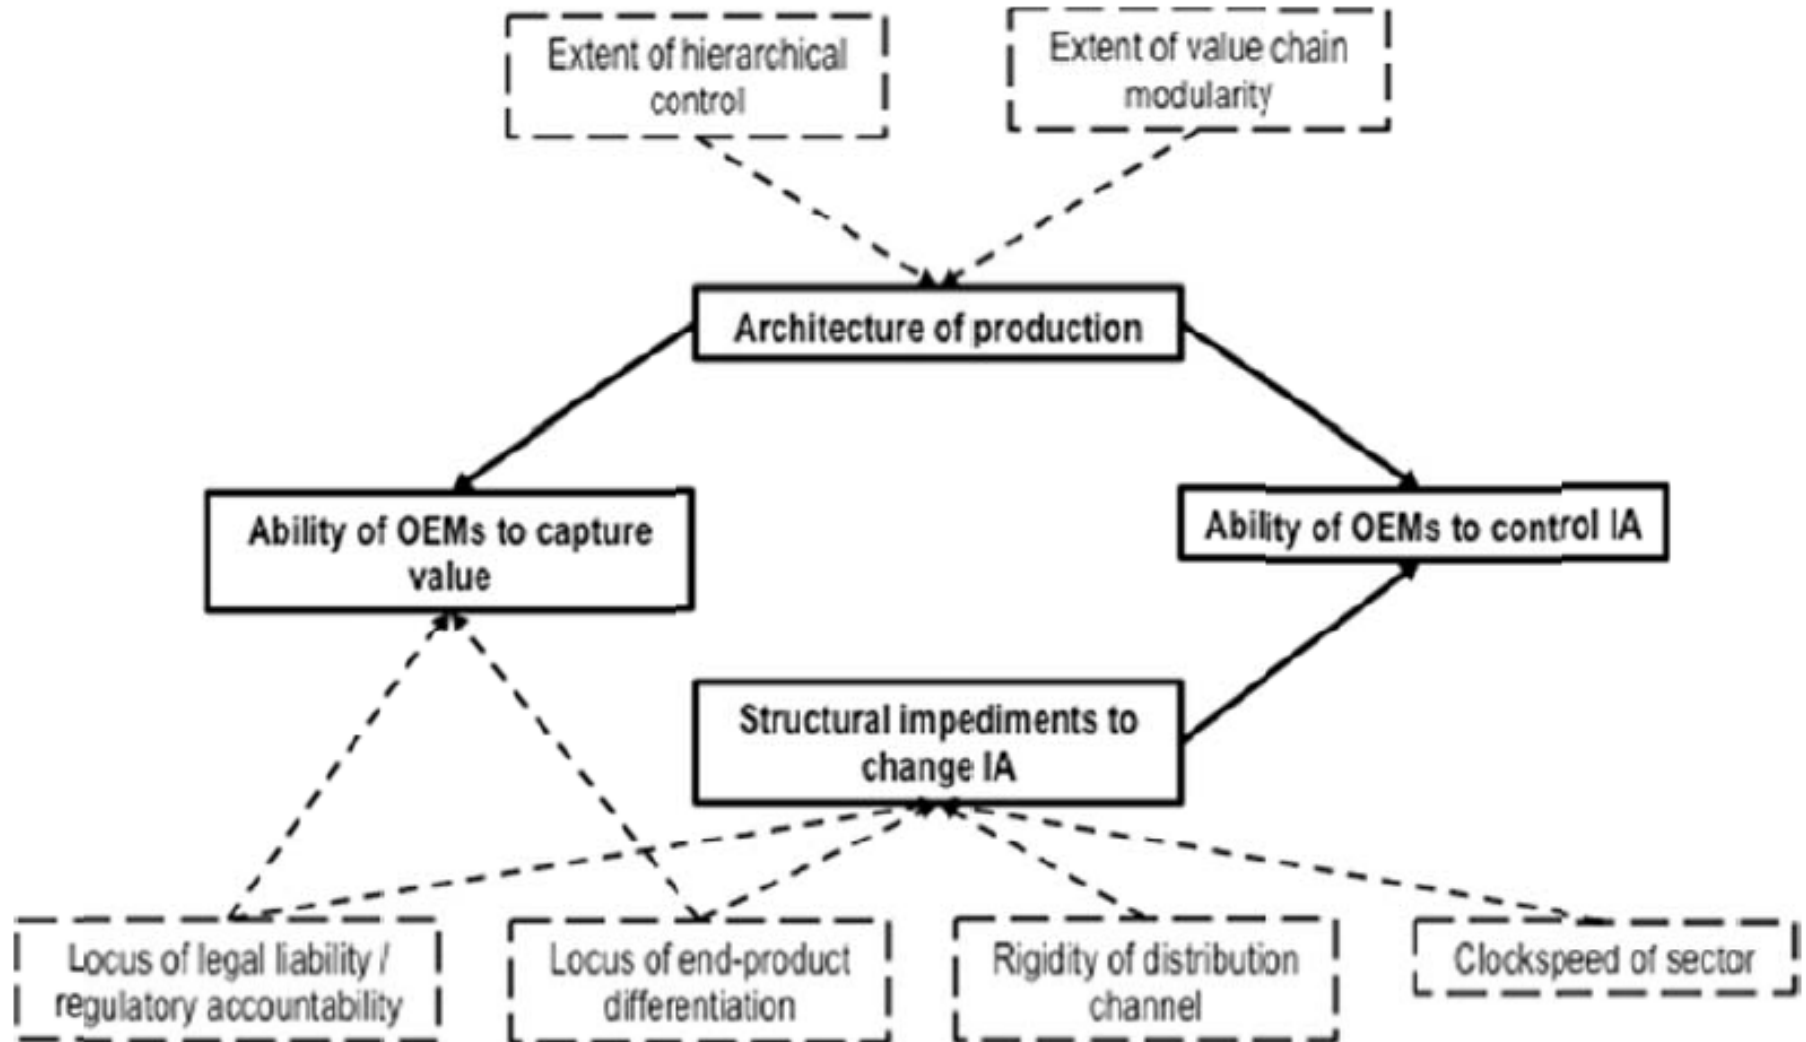 Extent of hierarchical
control
Extent of value chain
modularity
Architecture of production
Ability of OEMs to capture
value
Ability of OEMs to control IA
Structural impediments to
change IA
Locus of legal liability /
regulatory accountability
Locus of end-product
differentiation
Rigidity of distribution
channel
Clockspeed of sector